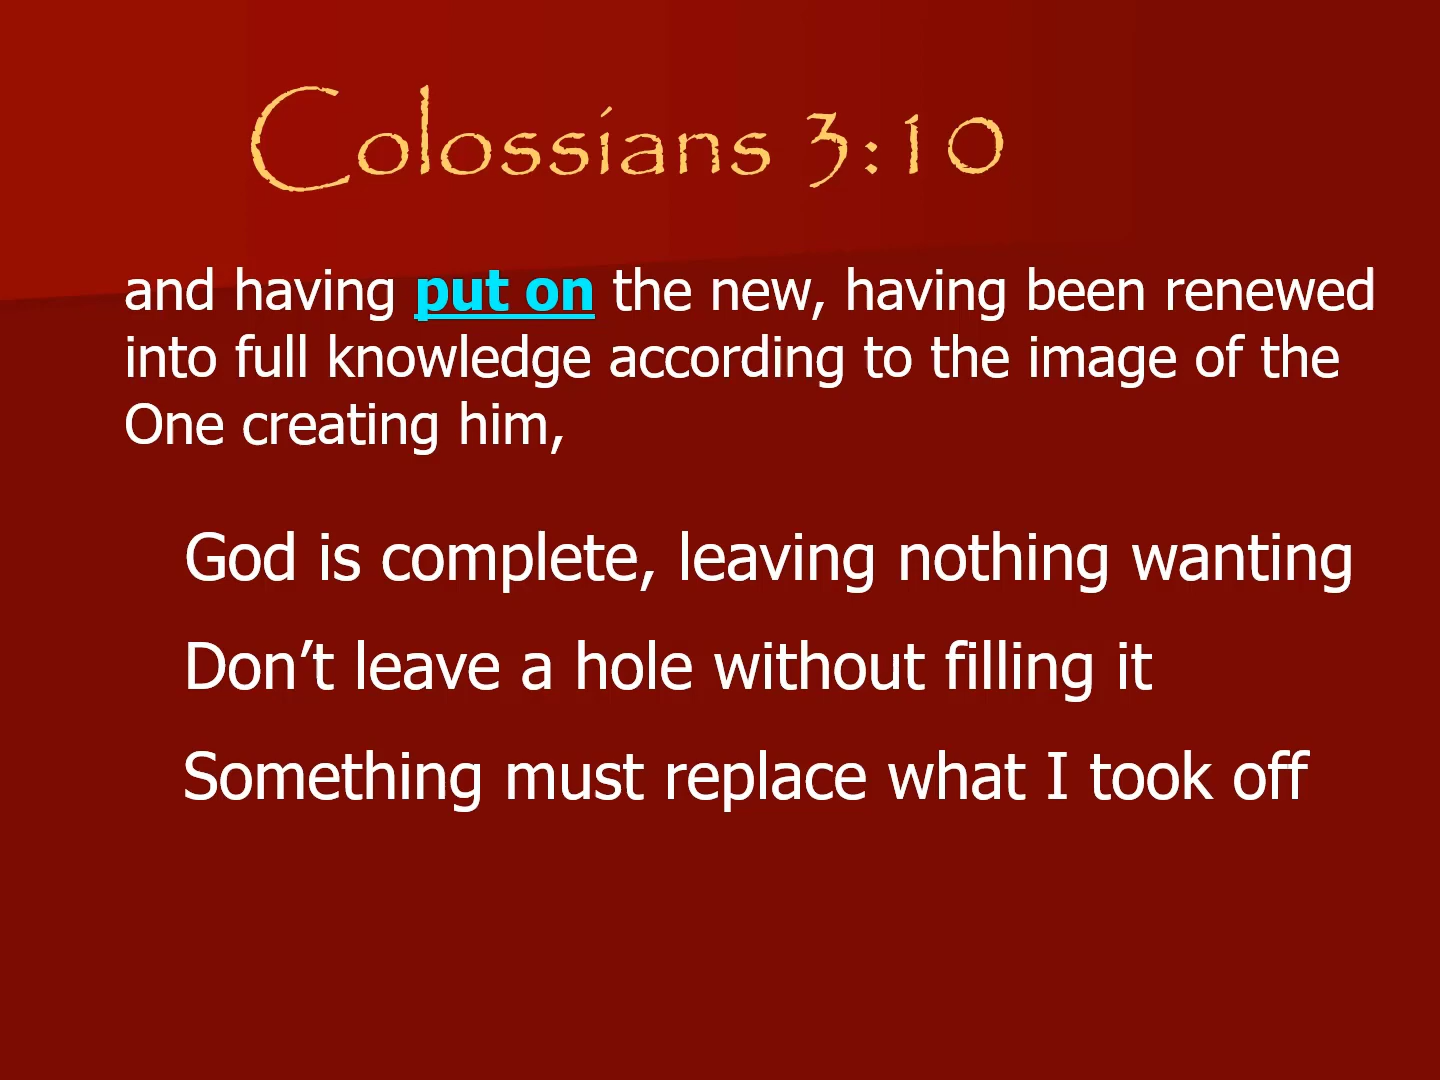 Colossians 3:10
and having put on the new, having been renewed
into full knowledge according to the image of the
One creating him,
God is complete, leaving nothing wanting
Don’t leave a hole without filling it
Something must replace what I took off